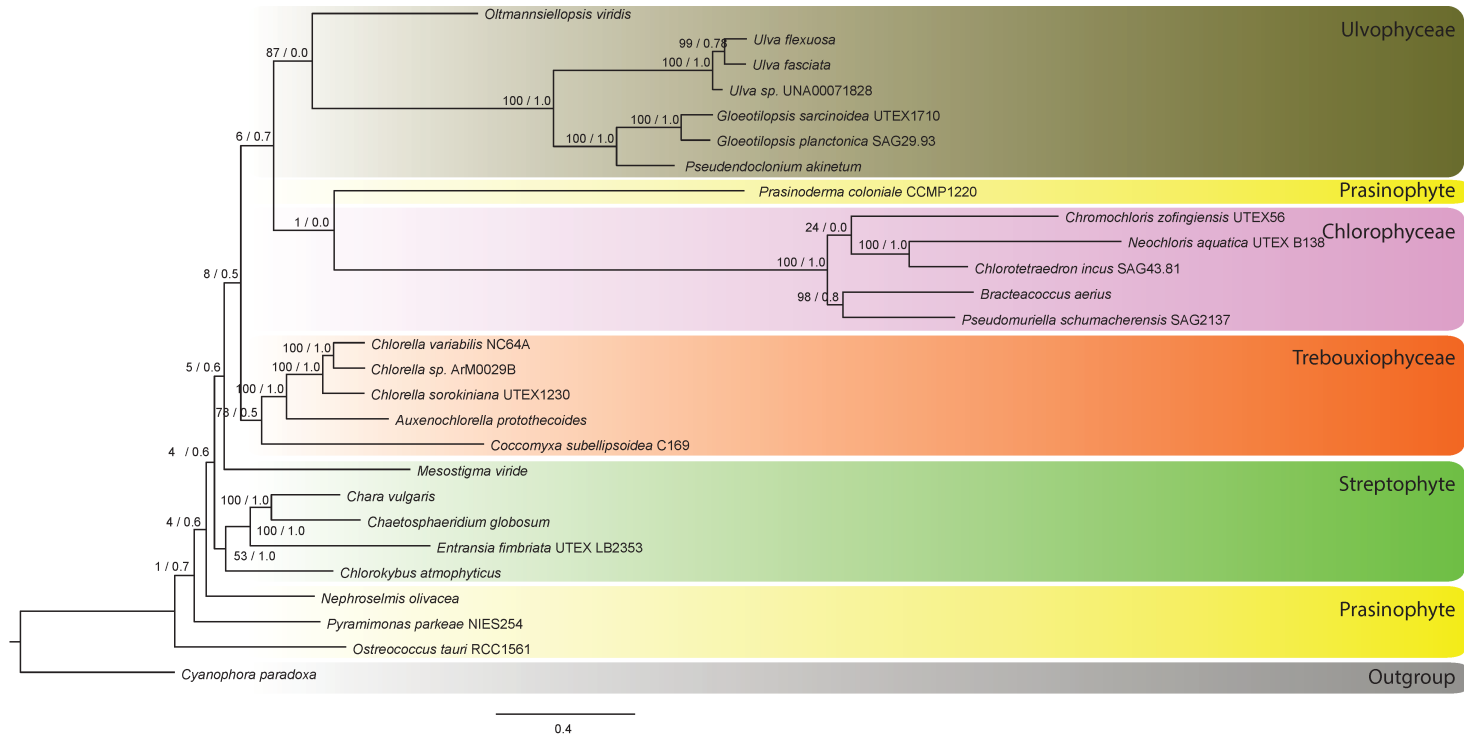 Oltmannsiellopsis viridis
Ulvophyceae
87 / 0.0
99 / 0.78
Ulva flexuosa
100 / 1.0
Ulva fasciata
Ulva sp. UNA00071828
100 / 1.0
Gloeotilopsis sarcinoidea UTEX1710
100 / 1.0
100 / 1.0
Gloeotilopsis planctonica SAG29.93
6 / 0.7
Pseudendoclonium akinetum
Prasinoderma coloniale CCMP1220
Prasinophyte
1 / 0.0
Chromochloris zofingiensis UTEX56
24 / 0.0
Chlorophyceae
100 / 1.0
Neochloris aquatica UTEX B138
100 / 1.0
Chlorotetraedron incus SAG43.81
8 / 0.5
98 / 0.8
Bracteacoccus aerius
Pseudomuriella schumacherensis SAG2137
100 / 1.0
Chlorella variabilis NC64A
Trebouxiophyceae
5 / 0.6
100 / 1.0
Chlorella sp. ArM0029B
100 / 1.0
Chlorella sorokiniana UTEX1230
73 / 0.5
Auxenochlorella protothecoides
Coccomyxa subellipsoidea C169
4 / 0.6
Mesostigma viride
Streptophyte
100 / 1.0
Chara vulgaris
4 / 0.6
Chaetosphaeridium globosum
100 / 1.0
Entransia fimbriata UTEX LB2353
53 / 1.0
1 / 0.7
Chlorokybus atmophyticus
Nephroselmis olivacea
Prasinophyte
Pyramimonas parkeae NIES254
Ostreococcus tauri RCC1561
Cyanophora paradoxa
Outgroup
0.4